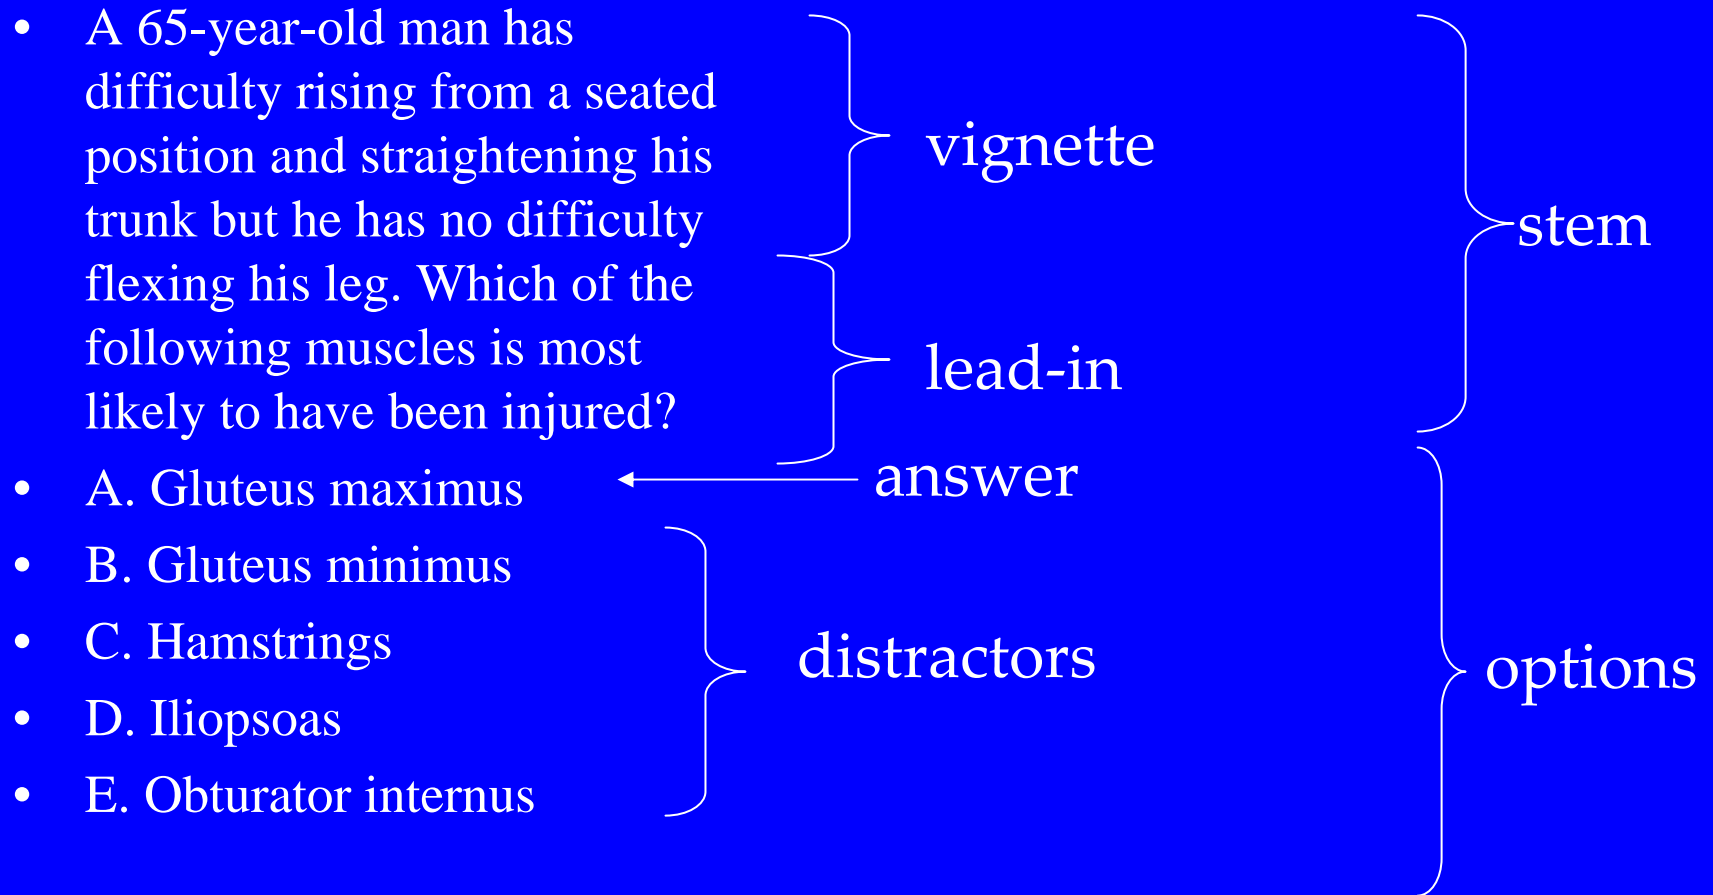 • A 65-year-old man has
difficulty rising from a seated
position and straightening his
trunk but he has no difficulty
flexing his leg. Which of the
following muscles is most
likely to have been injured?
• A. Gluteus maximus
• B. Gluteus minimus
• C. Hamstrings
• D. Iliopsoas
• E. Obturator internus
vignette
lead-in
answer
distractors
stem
options